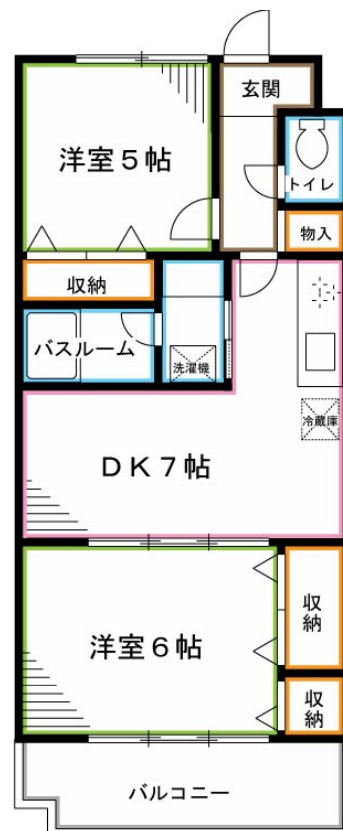 玄関
洋室5帖
トイレ
物入
収納
バスルーム
洗濯機
冷蔵庫
DK7帖
洋室6帖
収納
収納
バルコニー